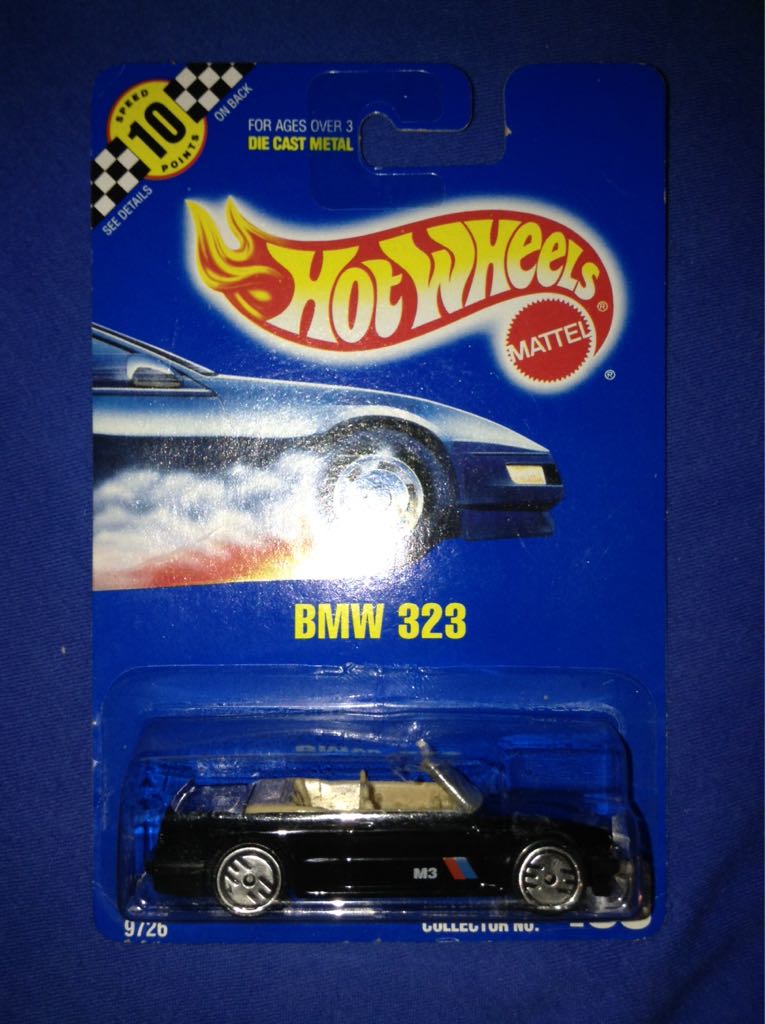 SPEED
10
POINTS
ON BACK
SEE DETAILS
FOR AGES OVER 3
DIE CAST METAL
HOT WHEELS®
MATTEL
®
BMW 323
M3
9726
COLLECTOR NO.